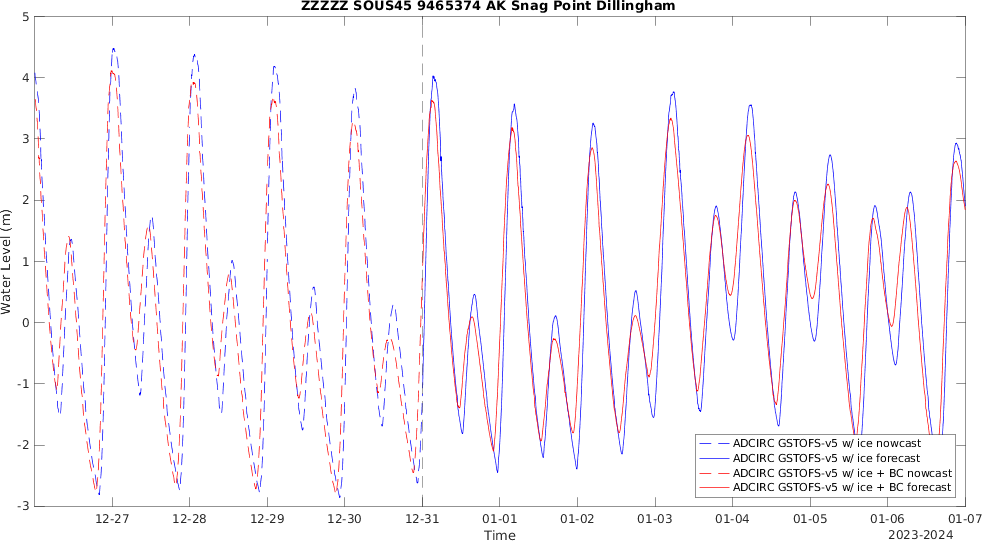 ZZZZZ SOUS45 9465374 AK Snag Point Dillingham
5
4
3
2
1
0
-1
-2
-3
Water Level (m)
12-27 12-28 12-29 12-30 12-31 01-01 01-02 01-03 01-04 01-05 01-06 01-07
2023-2024
Time
ADCIRC GSTOFS-v5 w/ ice nowcast
ADCIRC GSTOFS-v5 w/ ice forecast
ADCIRC GSTOFS-v5 w/ ice + BC nowcast
ADCIRC GSTOFS-v5 w/ ice + BC forecast